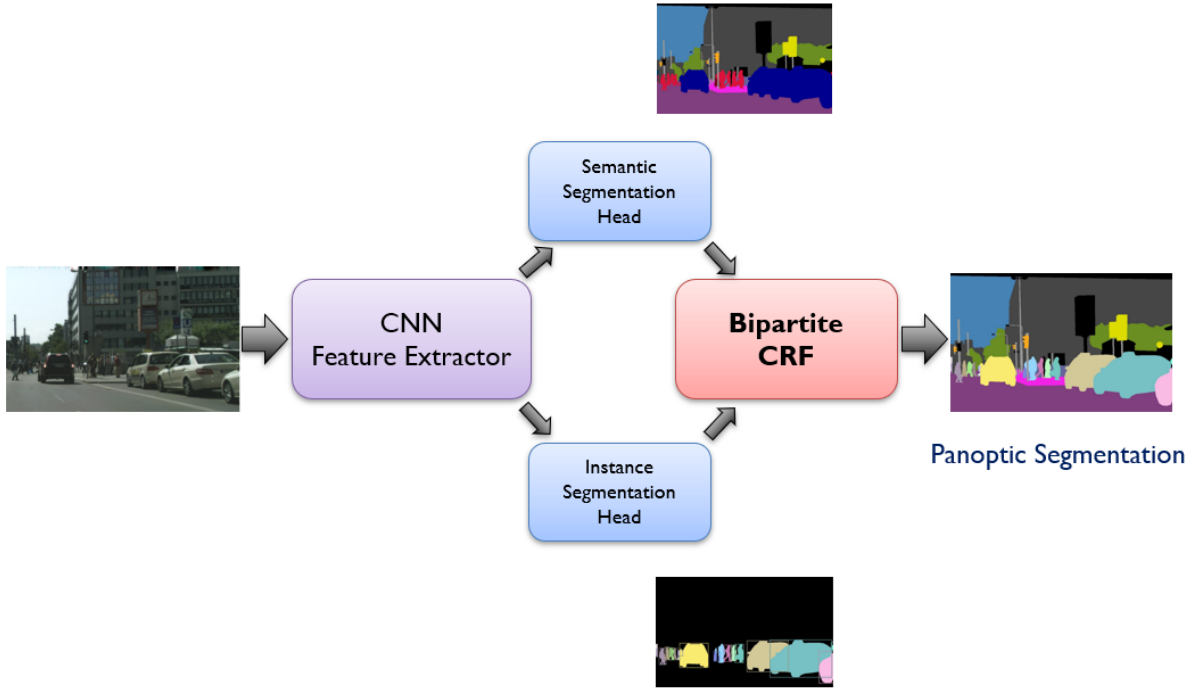 Semantic
Segmentation
Head
CNN
Feature Extractor
Bipartite
CRF
Panoptic Segmentation
Instance
Segmentation
Head